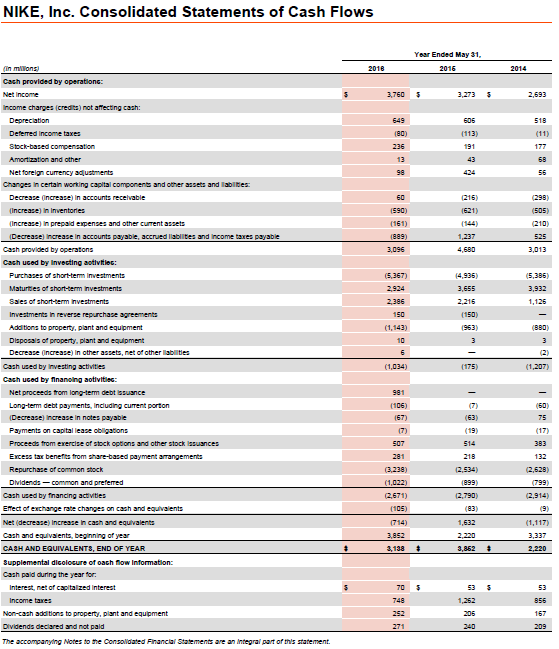 NIKE, Inc. Consolidated Statements of Cash Flows
Year Ended May 31,
(In millions) 2016 2015 2014
Cash provided by operations:
Net income $ 3,760 $ 3,273 $ 2,693
Income charges (credits) not affecting cash:
Depreciation 649 606 518
Deferred income taxes (80) (113) (11)
Stock-based compensation 236 191 177
Amortization and other 13 43 68
Net foreign currency adjustments 98 424 56
Changes in certain working capital components and other assets and liabilities:
Decrease (increase) in accounts receivable 60 (216) (298)
(Increase) in inventories (590) (621) (505)
(Increase) in prepaid expenses and other current assets (161) (144) (210)
(Decrease) increase in accounts payable, accrued liabilities and income taxes payable (889) 1,237 525
Cash provided by operations 3,096 4,680 3,013
Cash used by investing activities:
Purchases of short-term investments (5,367) (4,936) (5,386)
Maturities of short-term investments 2,924 3,655 3,932
Sales of short-term investments 2,386 2,216 1,126
Investments in reverse repurchase agreements 150 (150) —
Additions to property, plant and equipment (1,143) (963) (880)
Disposals of property, plant and equipment 10 3 3
Decrease (increase) in other assets, net of other liabilities 6 — (2)
Cash used by investing activities (1,034) (175) (1,207)
Cash used by financing activities:
Net proceeds from long-term debt issuance 981 — —
Long-term debt payments, including current portion (106) (7) (60)
(Decrease) increase in notes payable (67) (63) 75
Payments on capital lease obligations (7) (19) (17)
Proceeds from exercise of stock options and other stock issuances 507 514 383
Excess tax benefits from share-based payment arrangements 281 218 132
Repurchase of common stock (3,238) (2,534) (2,628)
Dividends — common and preferred (1,022) (899) (799)
Cash used by financing activities (2,671) (2,790) (2,914)
Effect of exchange rate changes on cash and equivalents (105) (83) (9)
Net (decrease) increase in cash and equivalents (714) 1,632 (1,117)
Cash and equivalents, beginning of year 3,852 2,220 3,337
CASH AND EQUIVALENTS, END OF YEAR $ 3,138 $ 3,852 $ 2,220
Supplemental disclosure of cash flow information:
Cash paid during the year for:
Interest, net of capitalized interest $ 70 $ 53 $ 53
Income taxes 748 1,262 856
Non-cash additions to property, plant and equipment 252 206 167
Dividends declared and not paid 271 240 209
The accompanying Notes to the Consolidated Financial Statements are an integral part of this statement.